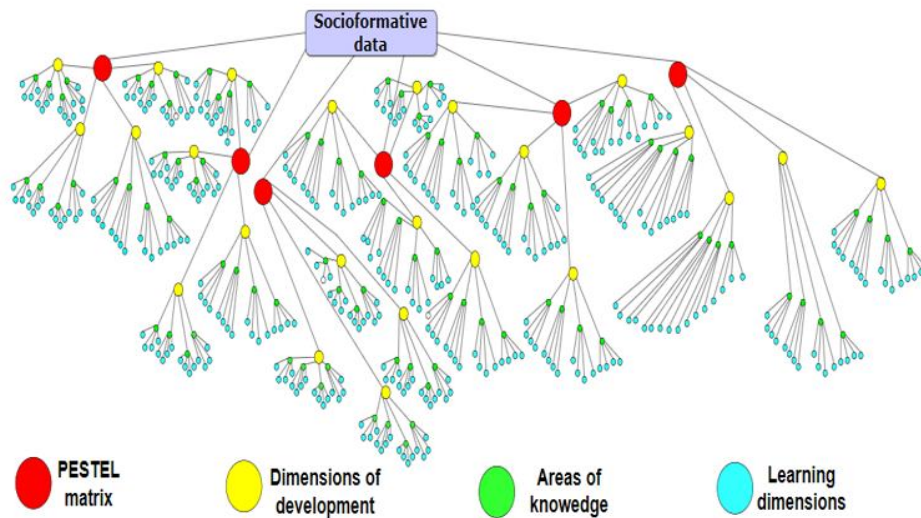 Socioformative
data
PESTEL
matrix
Dimensions of
development
Areas of
knowedge
Learning
dimensions